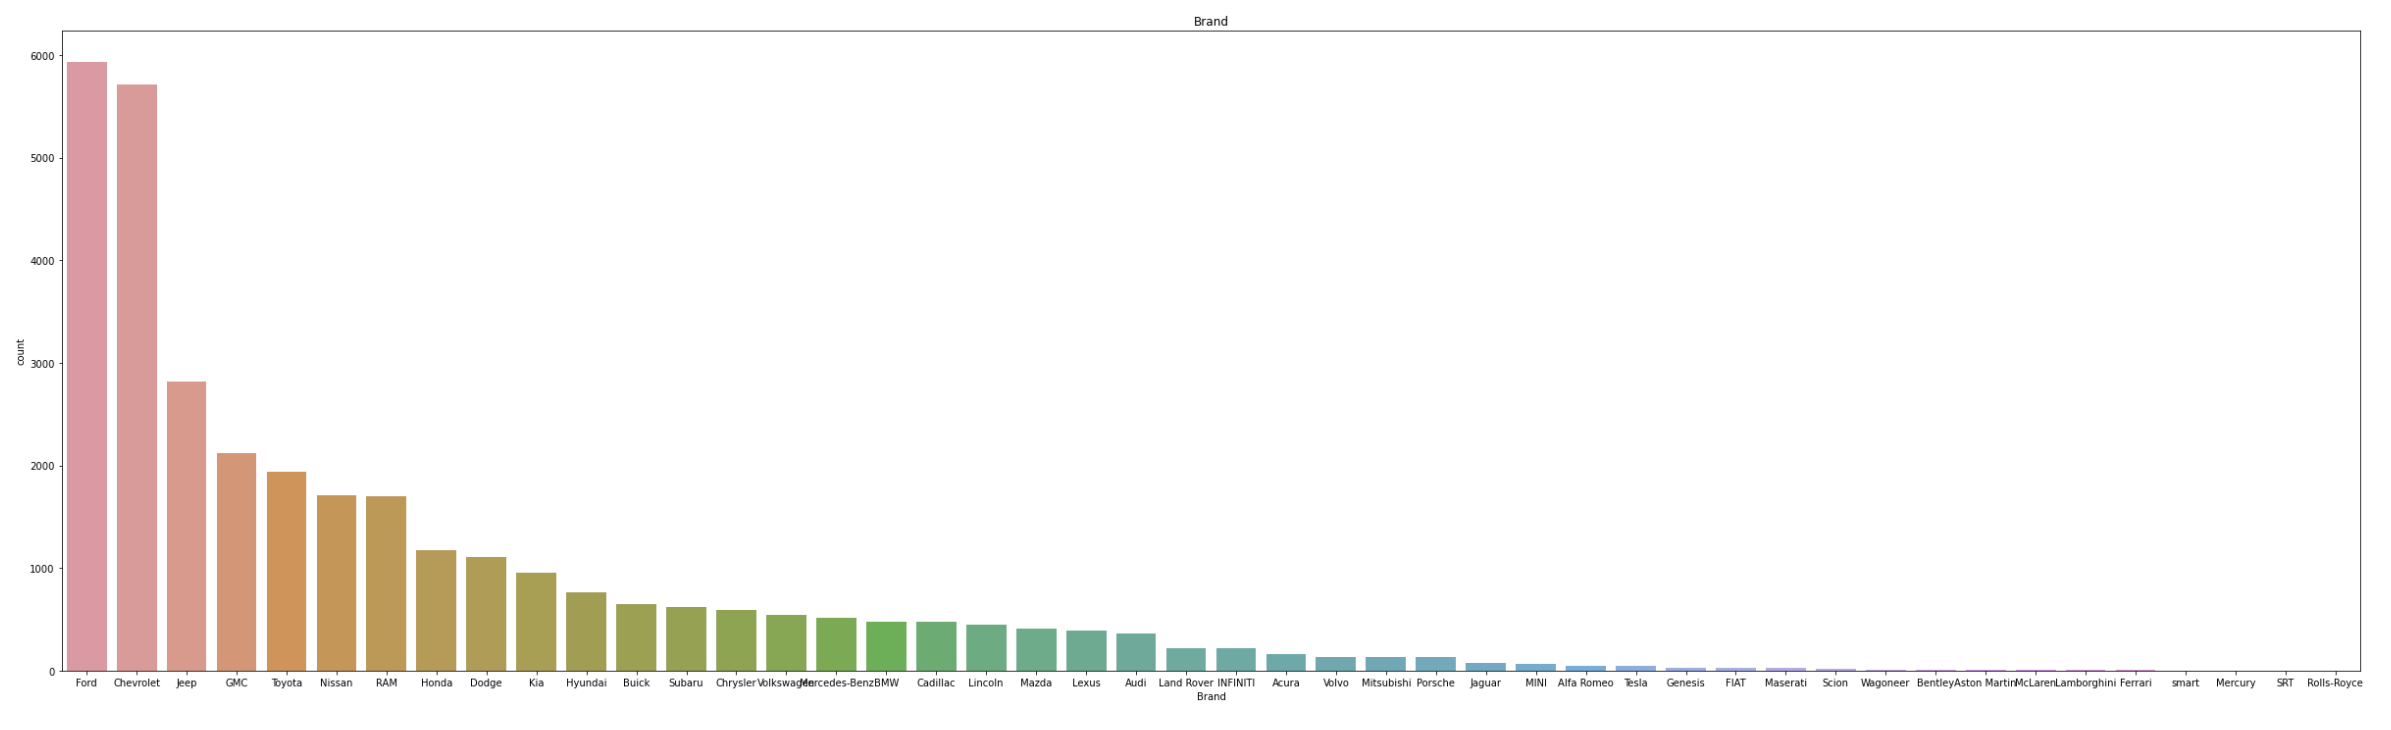 Brand
6000
5000
4000
3000
2000
1000
0
count
Ford Chevrolet Jeep GMC Toyota Nissan RAM Honda Dodge Kia Hyundai Buick Subaru Chrysler Volkswagen Mercedes-Benz BMW Cadillac Lincoln Mazda Lexus Audi Land Rover INFINITI Acura Volvo Mitsubishi Porsche Jaguar MINI Alfa Romeo Tesla Genesis FIAT Maserati Scion Wagoneer Bentley Aston Martin McLaren Lamborghini Ferrari smart Mercury SRT Rolls-Royce
Brand